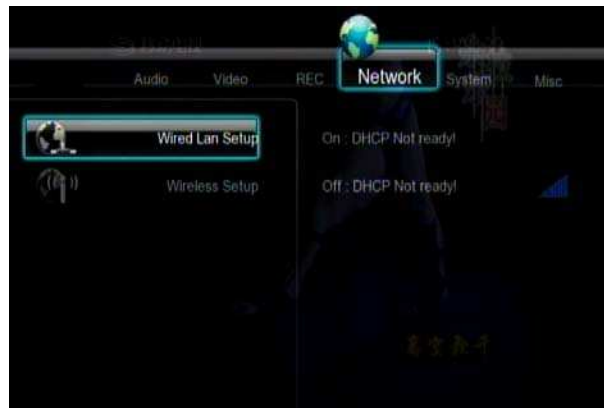 Audio Video REC Network System Misc
Wired Lan Setup On : DHCP Not ready!
Wireless Setup Off : DHCP Not ready!